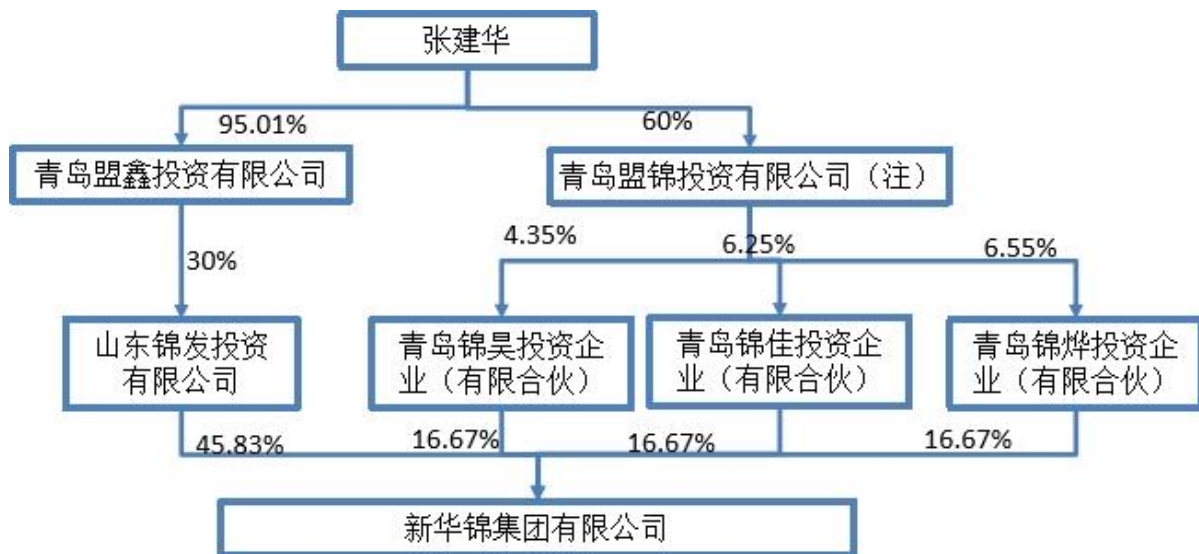 张建华
95.01%
60%
青岛盟鑫投资有限公司
青岛盟锦投资有限公司（注）
4.35%
6.25%
6.55%
30%
山东锦发投资
有限公司
青岛锦昊投资企
业（有限合伙）
青岛锦佳投资企
业（有限合伙）
青岛锦烨投资企
业（有限合伙）
45.83%
16.67%
16.67%
16.67%
新华锦集团有限公司